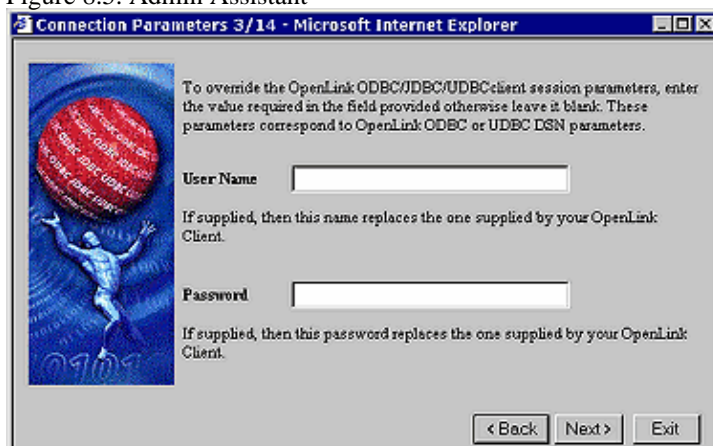 Figure 8.3. Admin Assistant
Connection Parameters 3/14 - Microsoft Internet Explorer
To override the OpenLink ODBC/JDBC/UDBCclient session parameters, enter
the value required in the field provided otherwise leave it blank. These
parameters correspond to OpenLink ODBC or UDBC DSN parameters.
User Name
If supplied, then this name replaces the one supplied by your OpenLink
Client.
Password
If supplied, then this password replaces the one supplied by your OpenLink
Client.
<Back
Next>
Exit